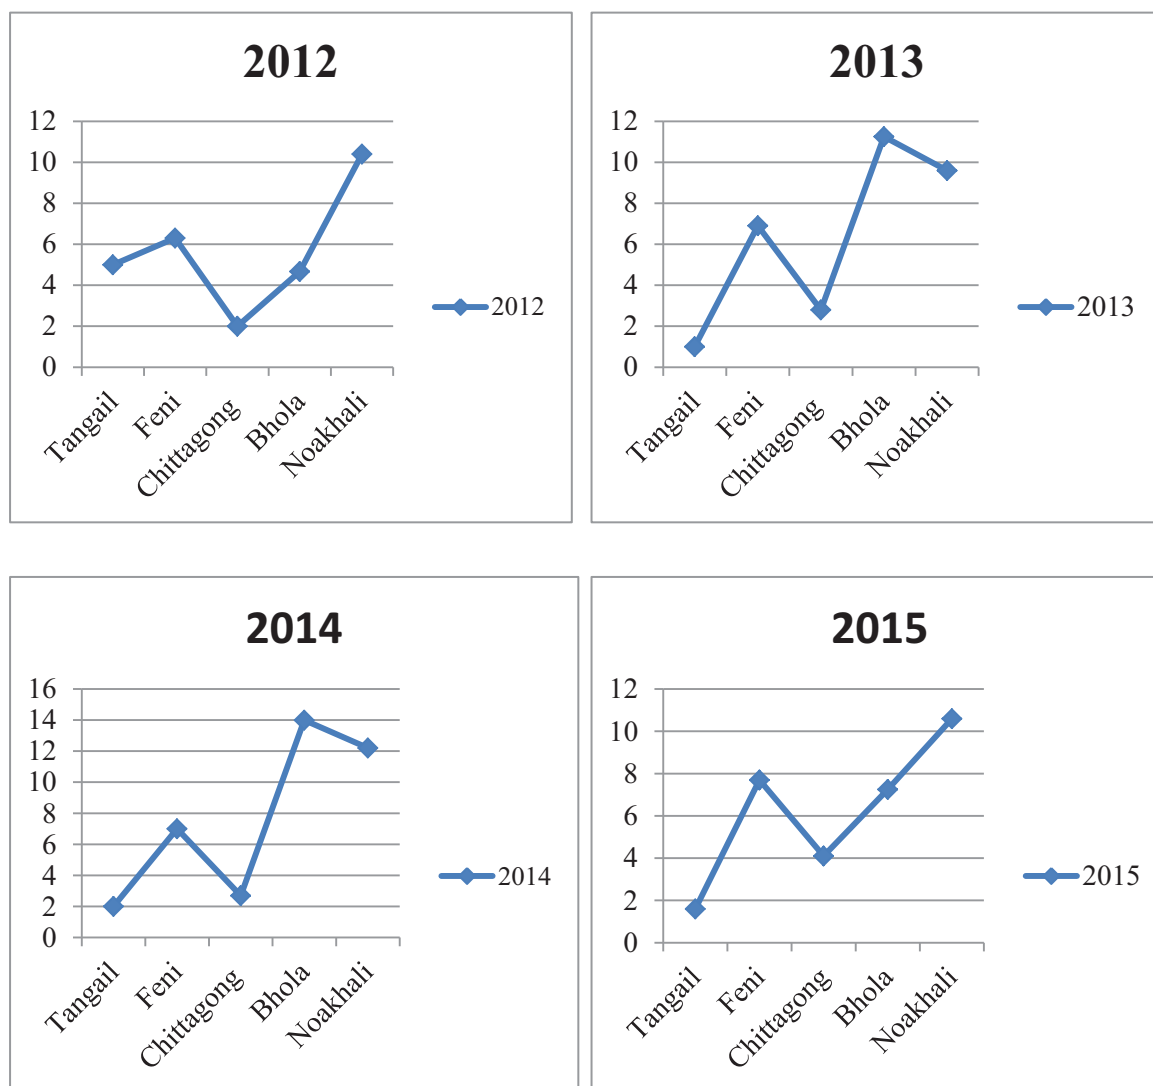 2012
12
10
8
6
4
2
0
Tangail
Feni
Chittagong
Bhola
Noakhali
2012
2013
12
10
8
6
4
2
0
Tangail
Feni
Chittagong
Bhola
Noakhali
2013
2014
16
14
12
10
8
6
4
2
0
Tangail
Feni
Chittagong
Bhola
Noakhali
2014
2015
12
10
8
6
4
2
0
Tangail
Feni
Chittagong
Bhola
Noakhali
2015